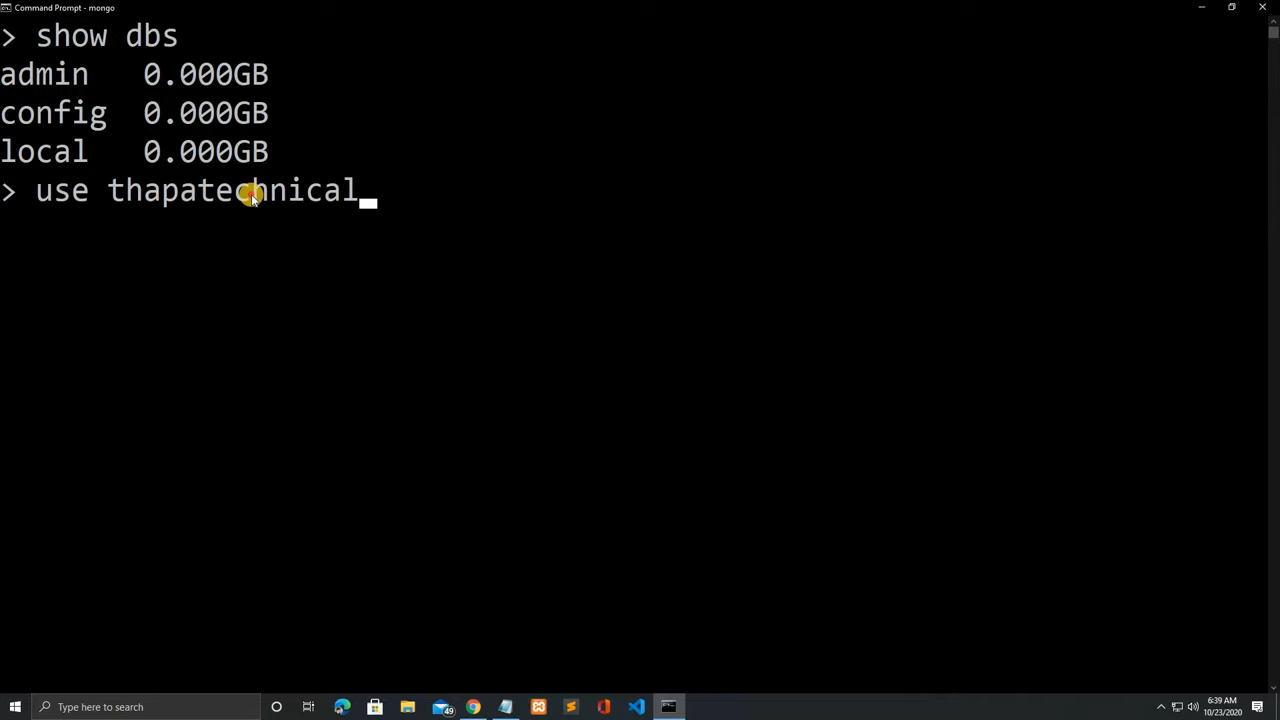 Command Prompt - mongo
> show dbs
admin   0.000GB
config  0.000GB
local   0.000GB
> use thapatechnical
Type here to search
49
6:39 AM
10/23/2020